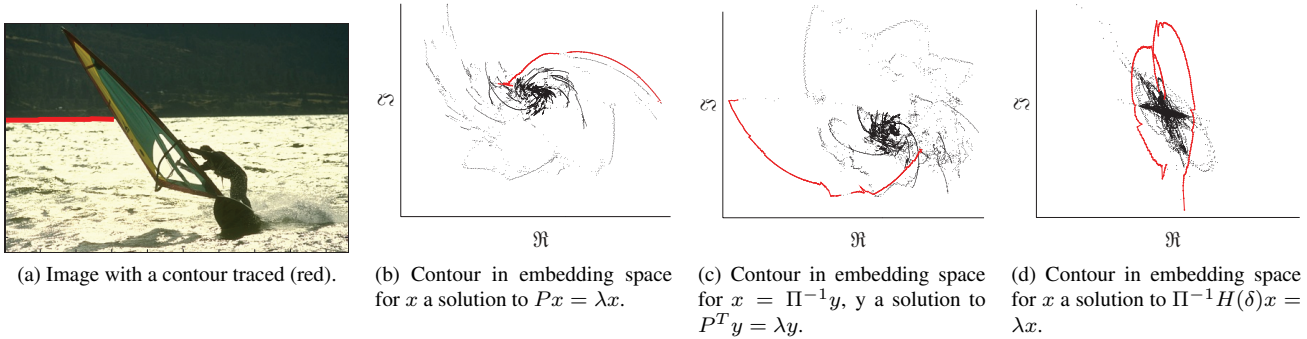 ℑ
ℜ
ℑ
ℜ
ℑ
ℜ
(a) Image with a contour traced (red).
(b) Contour in embedding space
for x a solution to Px = λx.
(c) Contour in embedding space
for x = Π⁻¹y, y a solution to
Pᵀy = λy.
(d) Contour in embedding space
for x a solution to Π⁻¹H(δ)x =
λx.